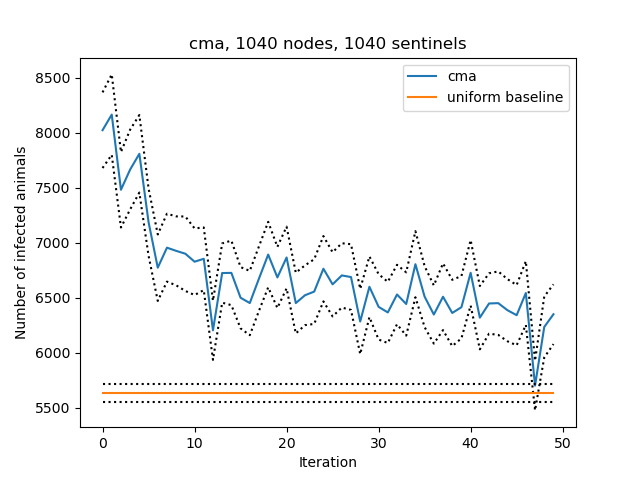 cma, 1040 nodes, 1040 sentinels
cma
uniform baseline
Number of infected animals
8500
8000
7500
7000
6500
6000
5500
0 10 20 30 40 50
Iteration